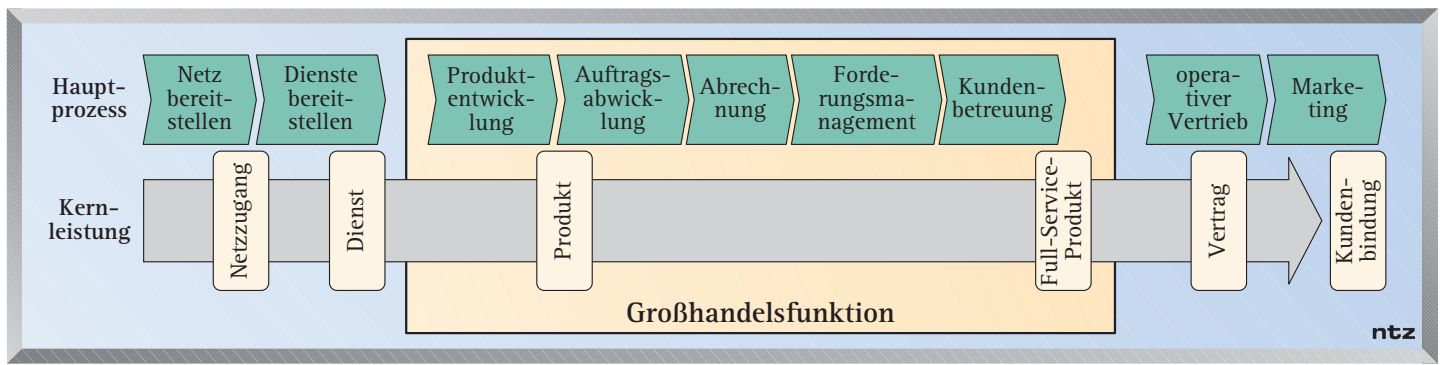 Haupt-
prozess
Netz
bereit-
stellen
Dienste
bereit-
stellen
Produkt-
entwick-
lung
Auftrags-
abwick-
lung
Abrech-
nung
Forde-
rungsma-
nagement
Kunden-
betreuung
opera-
tiver
Vertrieb
Marke-
ting
Kern-
leistung
Netzzugang
Dienst
Produkt
Full-Service-
Produkt
Vertrag
Kunden-
bindung
Großhandelsfunktion
ntz